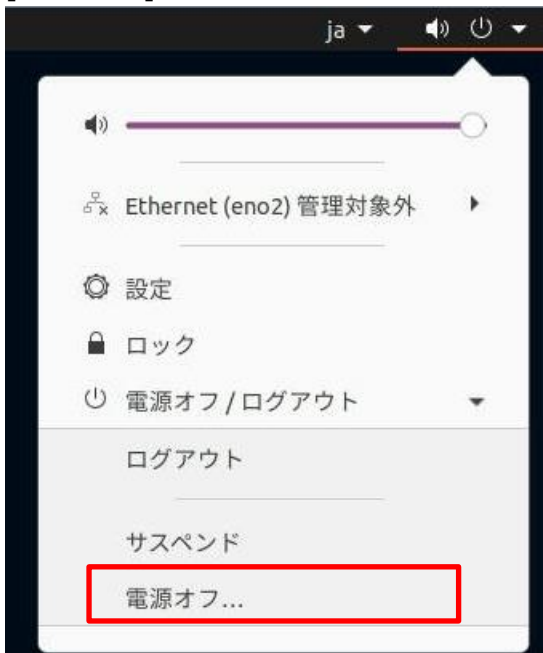 ja
Ethernet (eno2) 管理対象外
設定
ロック
電源オフ / ログアウト
ログアウト
サスペンド
電源オフ...